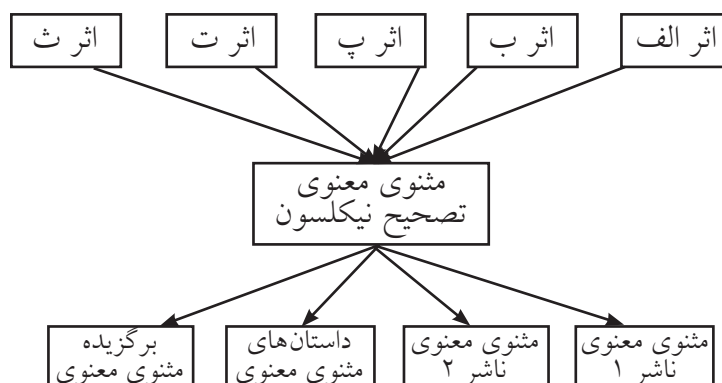 اثر الف
اثر ب
اثر پ
اثر ت
اثر ث
مثنوی معنوی
تصحیح نیکلسون
مثنوی معنوی
ناشر ۱
مثنوی معنوی
ناشر ۲
داستان‌های
مثنوی معنوی
برگزیده
مثنوی معنوی